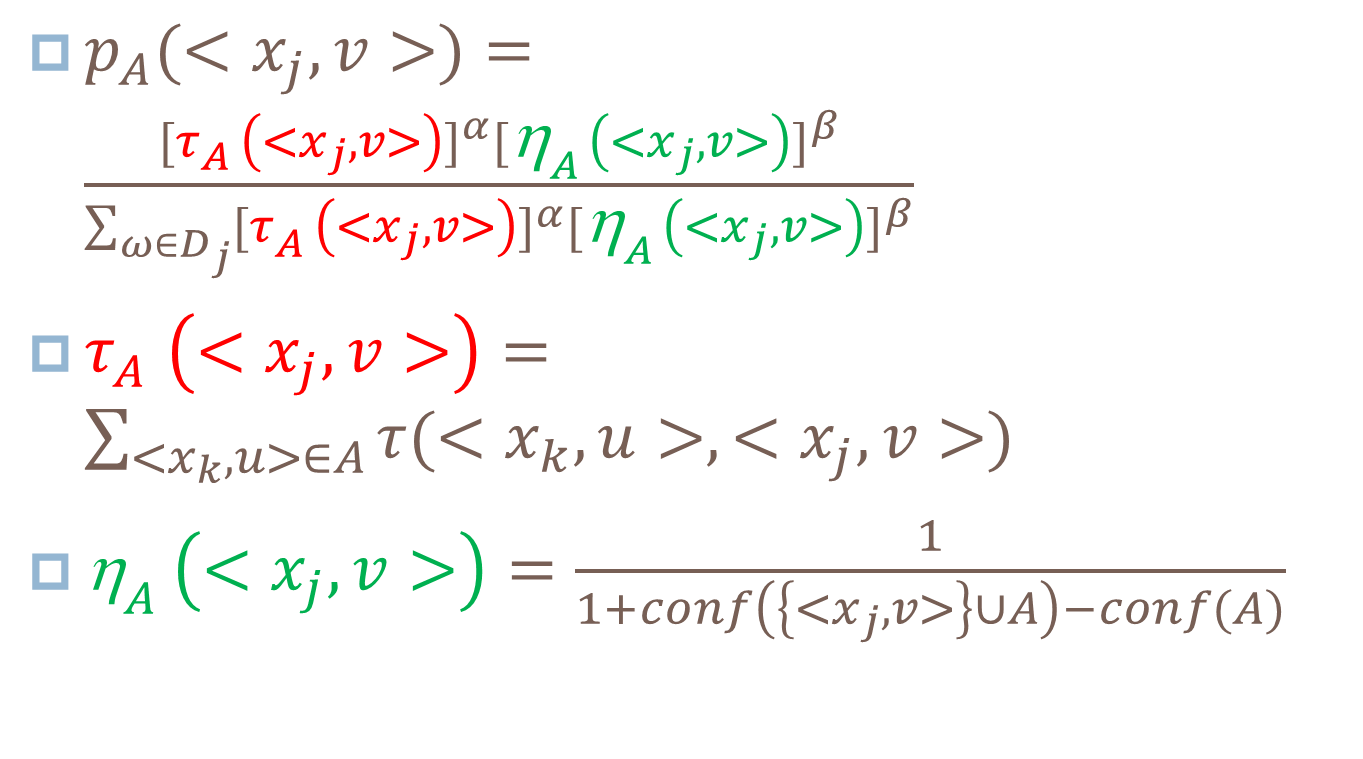 p_A(< x_j, v >) =
[τ_A (<x_j,v>)]^α[η_A (<x_j,v>)]^β
∑_{ω∈D_j}[τ_A (<x_j,v>)]^α[η_A (<x_j,v>)]^β
τ_A (< x_j, v >) =
∑_{<x_k,u>∈A} τ(< x_k, u >, < x_j, v >)
η_A (< x_j, v >) = 1
1+conf({<x_j,v>}∪A)−conf(A)